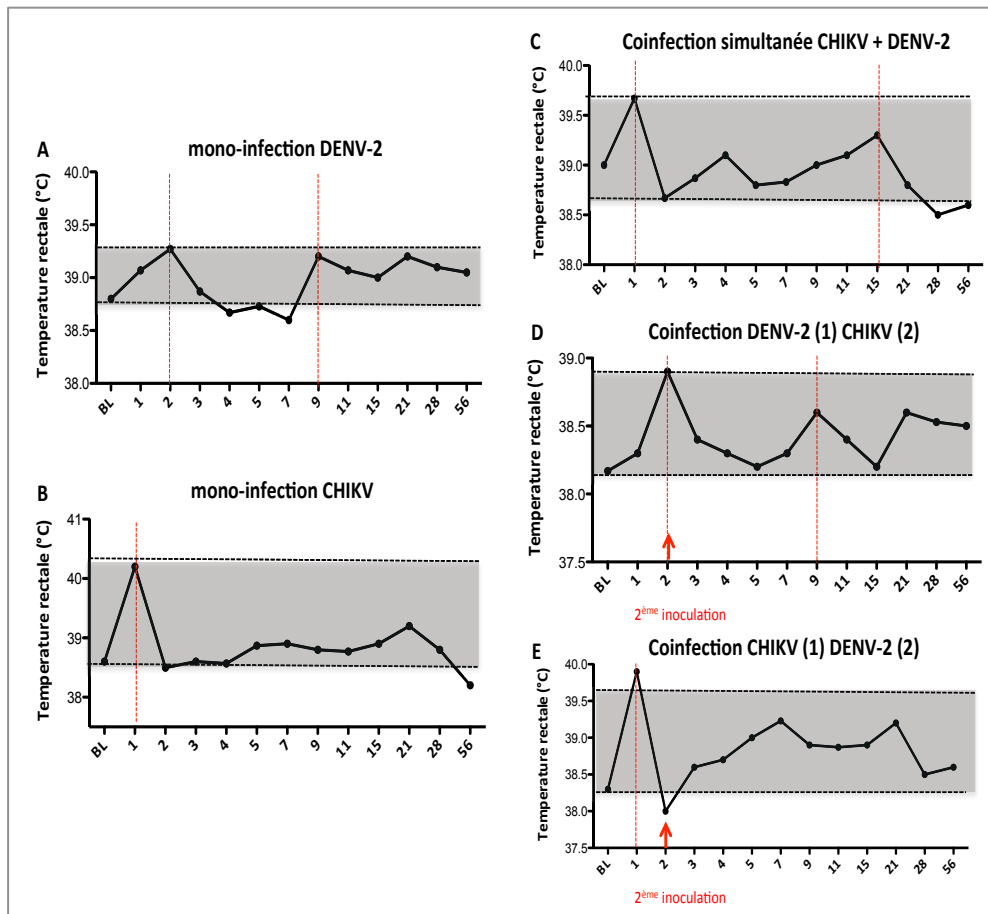 A
mono-infection DENV-2
Temperature rectale (°C)
40.0
39.5
39.0
38.5
38.0
BL 1 2 3 4 5 7 9 11 15 21 28 56
B
mono-infection CHIKV
Temperature rectale (°C)
41
40
38
38
BL 1 2 3 4 5 7 9 11 15 21 28 56
C
Coinfection simultanée CHIKV + DENV-2
Temperature rectale (°C)
40.0
39.5
39.0
38.5
38.0
BL 1 2 3 4 5 7 9 11 15 21 28 56
D
Coinfection DENV-2 (1) CHIKV (2)
Temperature rectale (°C)
39.0
38.5
38.0
37.5
BL 1 2 3 4 5 7 9 11 15 21 28 56
2ème inoculation
E
Coinfection CHIKV (1) DENV-2 (2)
Temperature rectale (°C)
40.0
39.5
39.0
38.5
38.0
37.5
BL 1 2 3 4 5 7 9 11 15 21 28 56
2ème inoculation